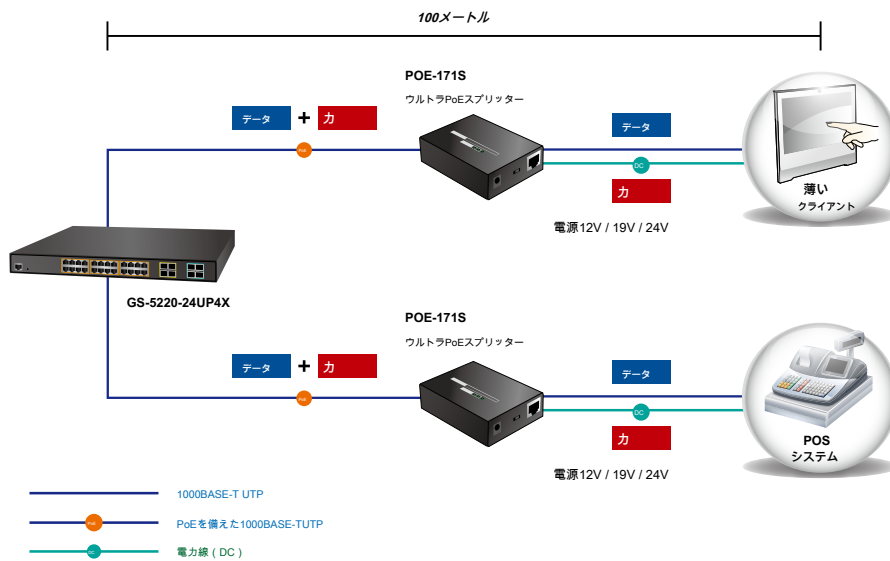 100メートル
POE-171S
ウルトラPoEスプリッター
データ + 力
PoE
データ
DC
力
電源12V / 19V / 24V
薄い
クライアント
GS-5220-24UP4X
POE-171S
ウルトラPoEスプリッター
データ + 力
PoE
データ
DC
力
電源12V / 19V / 24V
POS
システム
1000BASE-T UTP
PoE
PoEを備えた1000BASE-TUTP
DC
電力線（DC）